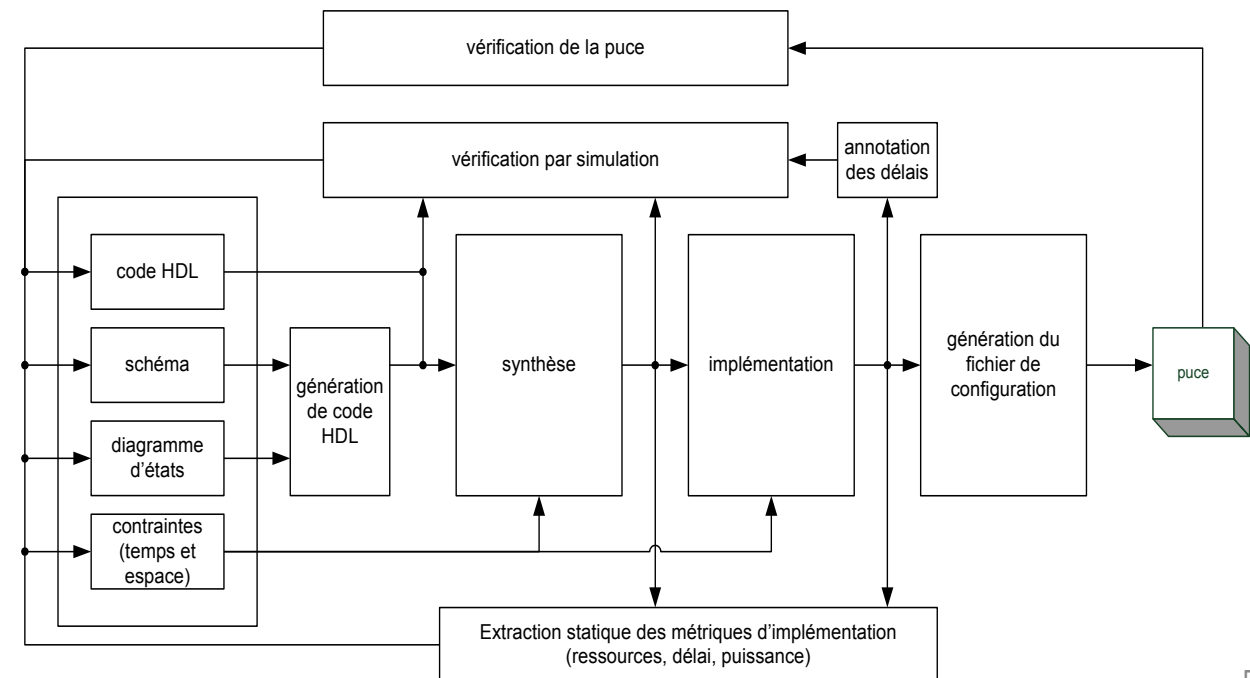 vérification de la puce
vérification par simulation
annotation
des délais
code HDL
schéma
diagramme
d'états
contraintes
(temps et
espace)
génération
de code
HDL
synthèse
implémentation
génération du
fichier de
configuration
puce
Extraction statique des métriques d'implémentation
(ressources, délai, puissance)